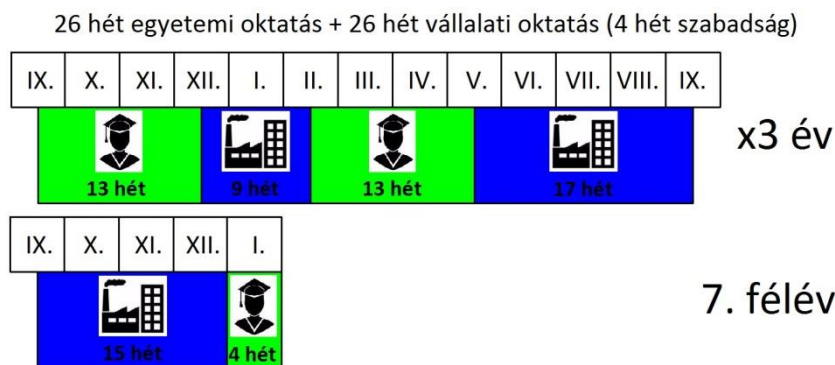 26 hét egyetemi oktatás + 26 hét vállalati oktatás (4 hét szabadság)
IX. X. XI. XII. I. II. III. IV. V. VI. VII. VIII. IX.
13 hét 9 hét 13 hét 17 hét
x3 év
IX. X. XI. XII. I.
15 hét 4 hét
7. félév